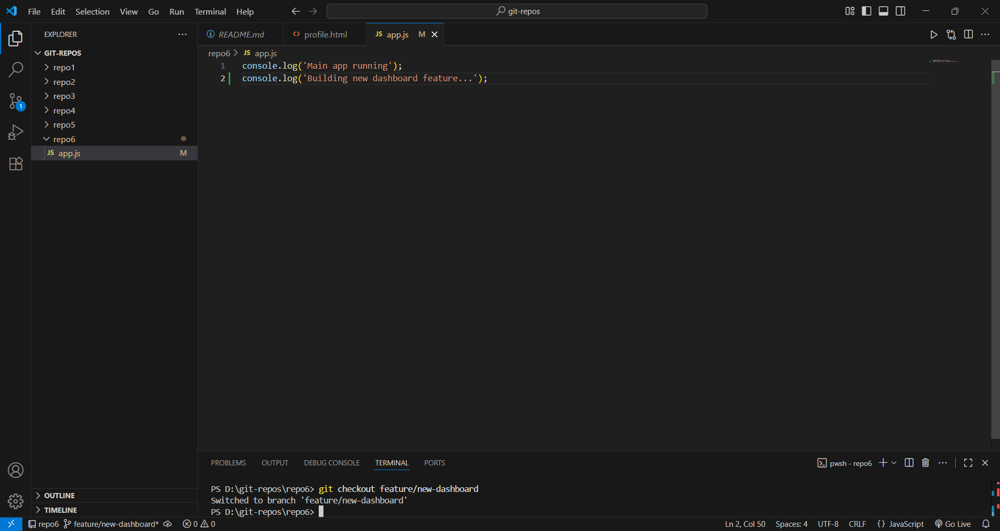 File Edit Selection View Go Run Terminal Help
git-repos
EXPLORER
GIT-REPOS
repo1
repo2
1
repo3
repo4
repo5
repo6
JS app.js M
README.md
profile.html
JS app.js M
repo6 > JS app.js
1 console.log('Main app running');
2 console.log('Building new dashboard feature...');
PROBLEMS OUTPUT DEBUG CONSOLE TERMINAL PORTS
pwsh - repo6
PS D:\git-repos\repo6> git checkout feature/new-dashboard
Switched to branch 'feature/new-dashboard'
PS D:\git-repos\repo6>
OUTLINE
TIMELINE
repo6 feature/new-dashboard* 0 0
Ln 2, Col 50 Spaces: 4 UTF-8 CRLF {} JavaScript Go Live